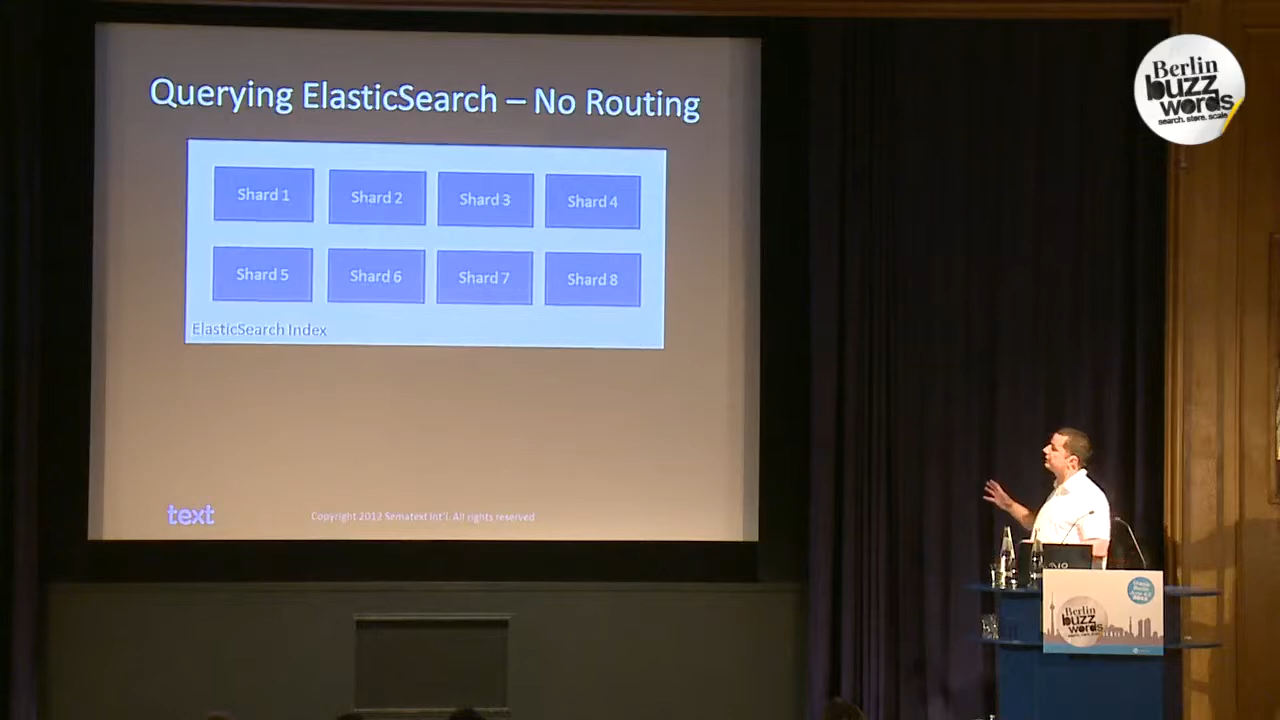 Querying ElasticSearch – No Routing
Shard 1
Shard 2
Shard 3
Shard 4
Shard 5
Shard 6
Shard 7
Shard 8
ElasticSearch Index
text
Copyright 2012 Sematext Int'l. All rights reserved
Berlin
buzz
words
search. store. scale
Berlin
buzz
words